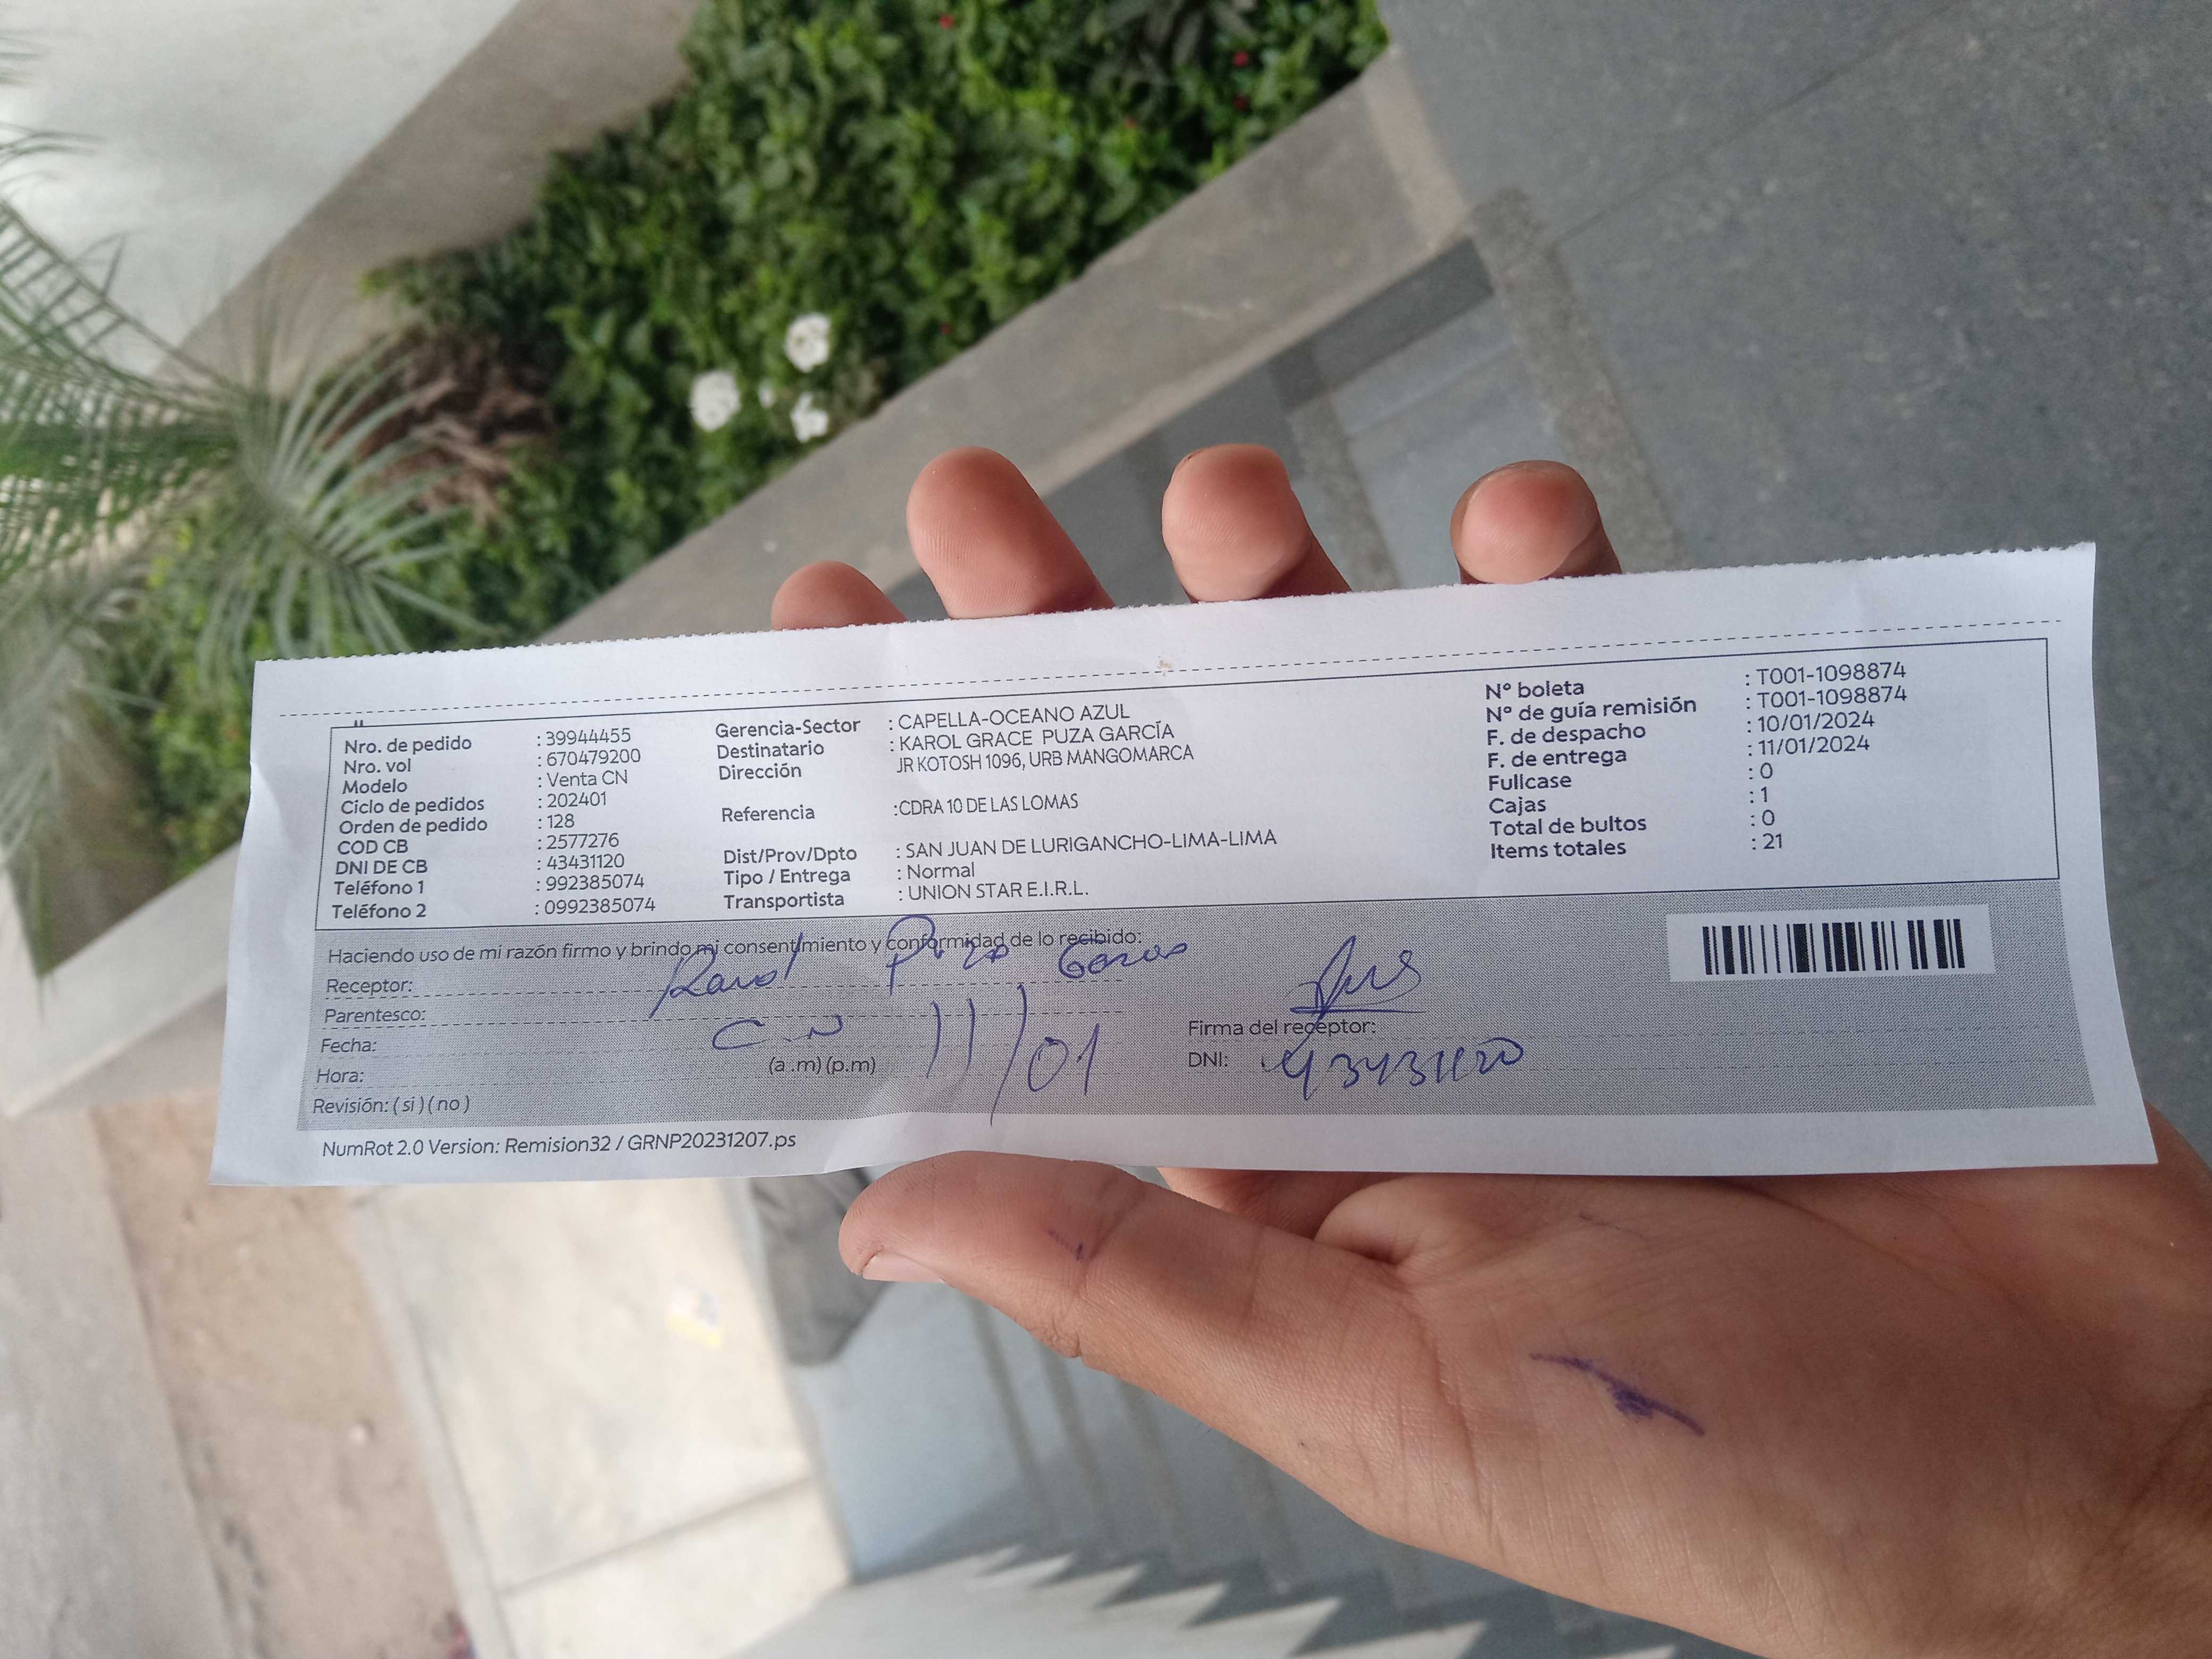 Nro. de pedido : 39944455
Nro. vol : 670479200
Modelo : Venta CN
Ciclo de pedidos : 202401
Orden de pedido : 128
COD CB : 2577276
DNI DE CB : 43431120
Teléfono 1 : 992385074
Teléfono 2 : 0992385074
Gerencia-Sector : CAPELLA-OCEANO AZUL
Destinatario : KAROL GRACE PUZA GARCÍA
Dirección JR KOTOSH 1096, URB MANGOMARCA
Referencia :CDRA 10 DE LAS LOMAS
Dist/Prov/Dpto : SAN JUAN DE LURIGANCHO-LIMA-LIMA
Tipo / Entrega : Normal
Transportista : UNION STAR E.I.R.L.
N° boleta : T001-1098874
N° de guía remisión : T001-1098874
F. de despacho : 10/01/2024
F. de entrega : 11/01/2024
Fullcase : 0
Cajas : 1
Total de bultos : 0
Items totales : 21
Haciendo uso de mi razón firmo y brindo mi consentimiento y conformidad de lo recibido:
Receptor: Karol Puza Garcia
Parentesco: CN
Fecha: 11/01
Hora: (a .m) (p.m)
Revisión: ( si ) ( no )
Firma del receptor:
DNI: 43431120
NumRot 2.0 Version: Remision32 / GRNP20231207.ps